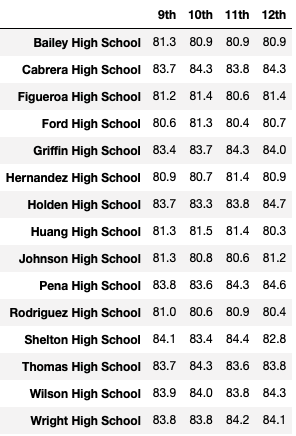 9th 10th 11th 12th
Bailey High School 81.3 80.9 80.9 80.9
Cabrera High School 83.7 84.3 83.8 84.3
Figueroa High School 81.2 81.4 80.6 81.4
Ford High School 80.6 81.3 80.4 80.7
Griffin High School 83.4 83.7 84.3 84.0
Hernandez High School 80.9 80.7 81.4 80.9
Holden High School 83.7 83.3 83.8 84.7
Huang High School 81.3 81.5 81.4 80.3
Johnson High School 81.3 80.8 80.6 81.2
Pena High School 83.8 83.6 84.3 84.6
Rodriguez High School 81.0 80.6 80.9 80.4
Shelton High School 84.1 83.4 84.4 82.8
Thomas High School 83.7 84.3 83.6 83.8
Wilson High School 83.9 84.0 83.8 84.3
Wright High School 83.8 83.8 84.2 84.1